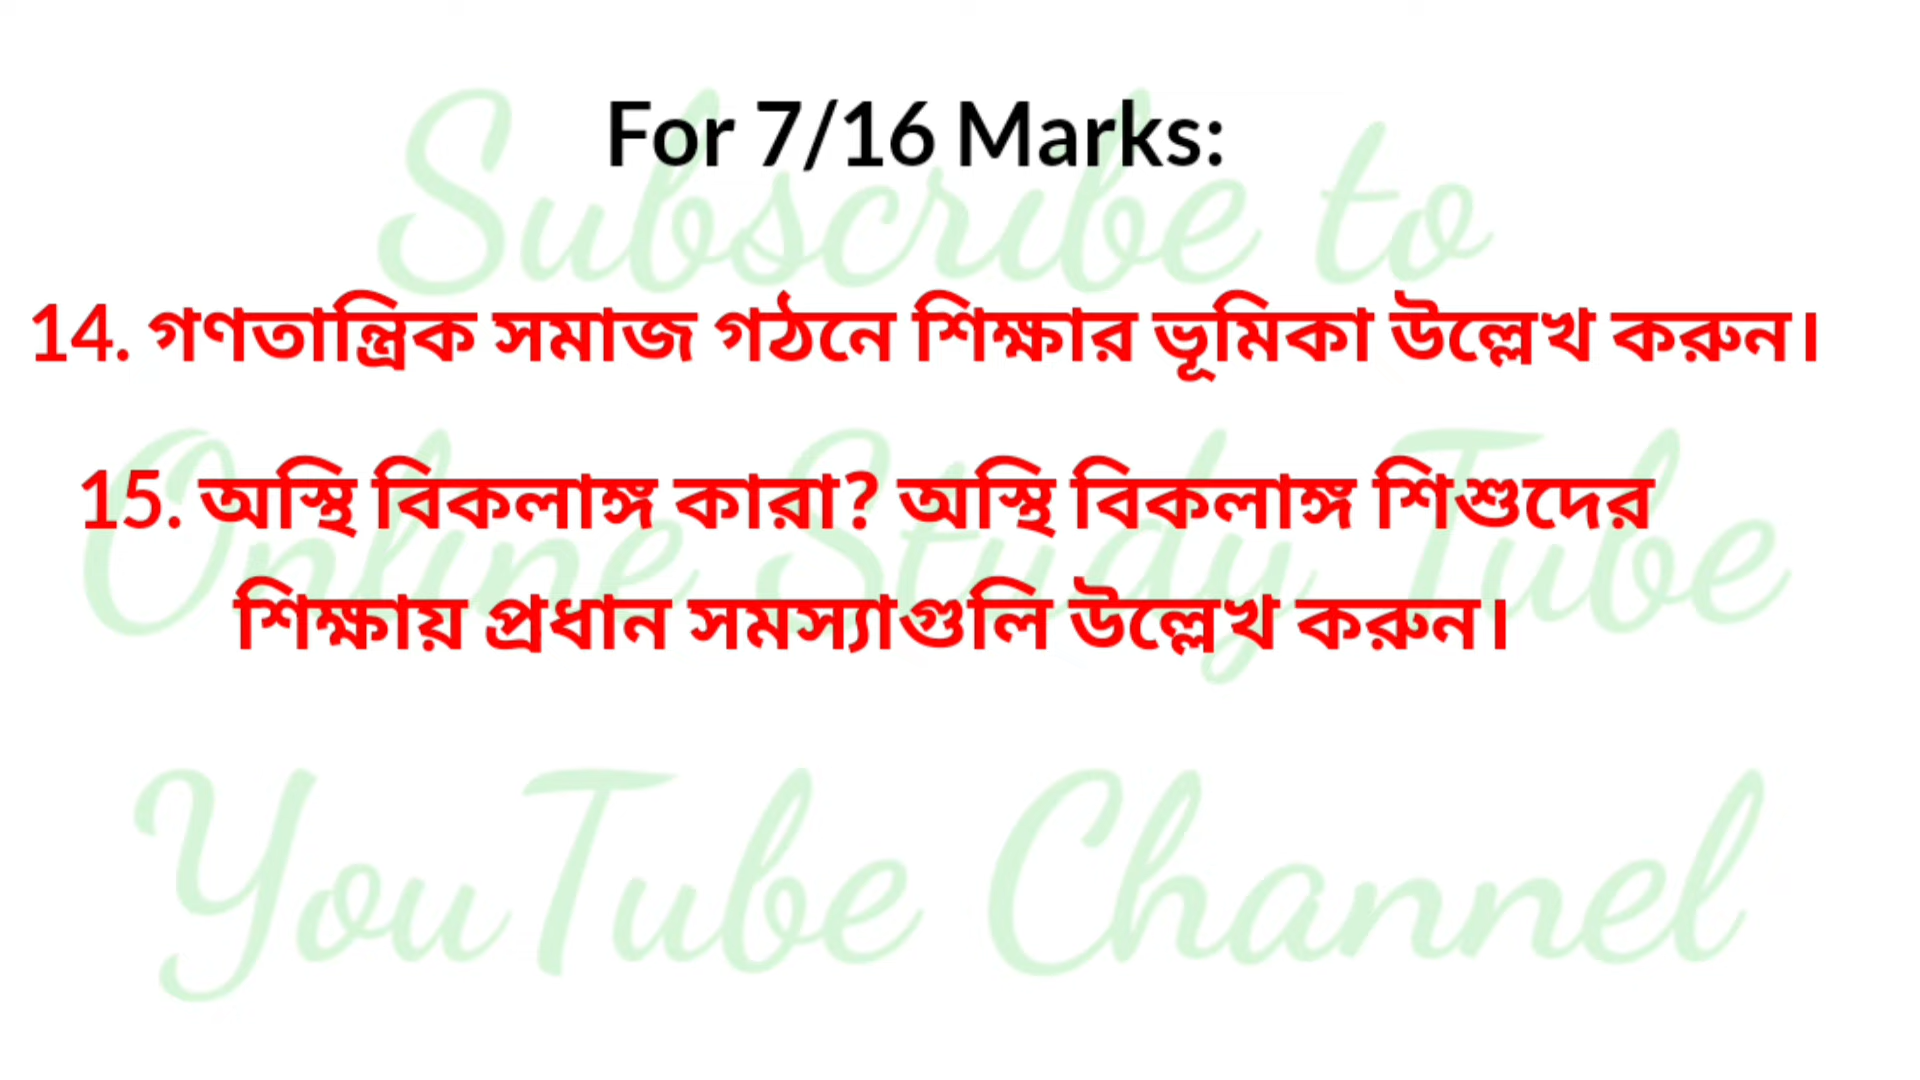 For 7/16 Marks:
Subscribe to
14. গণতান্ত্রিক সমাজ গঠনে শিক্ষার ভূমিকা উল্লেখ করুন।
15. অস্থি বিকলাঙ্গ কারা? অস্থি বিকলাঙ্গ শিশুদের
Online Study Tube
শিক্ষায় প্রধান সমস্যাগুলি উল্লেখ করুন।
YouTube Channel